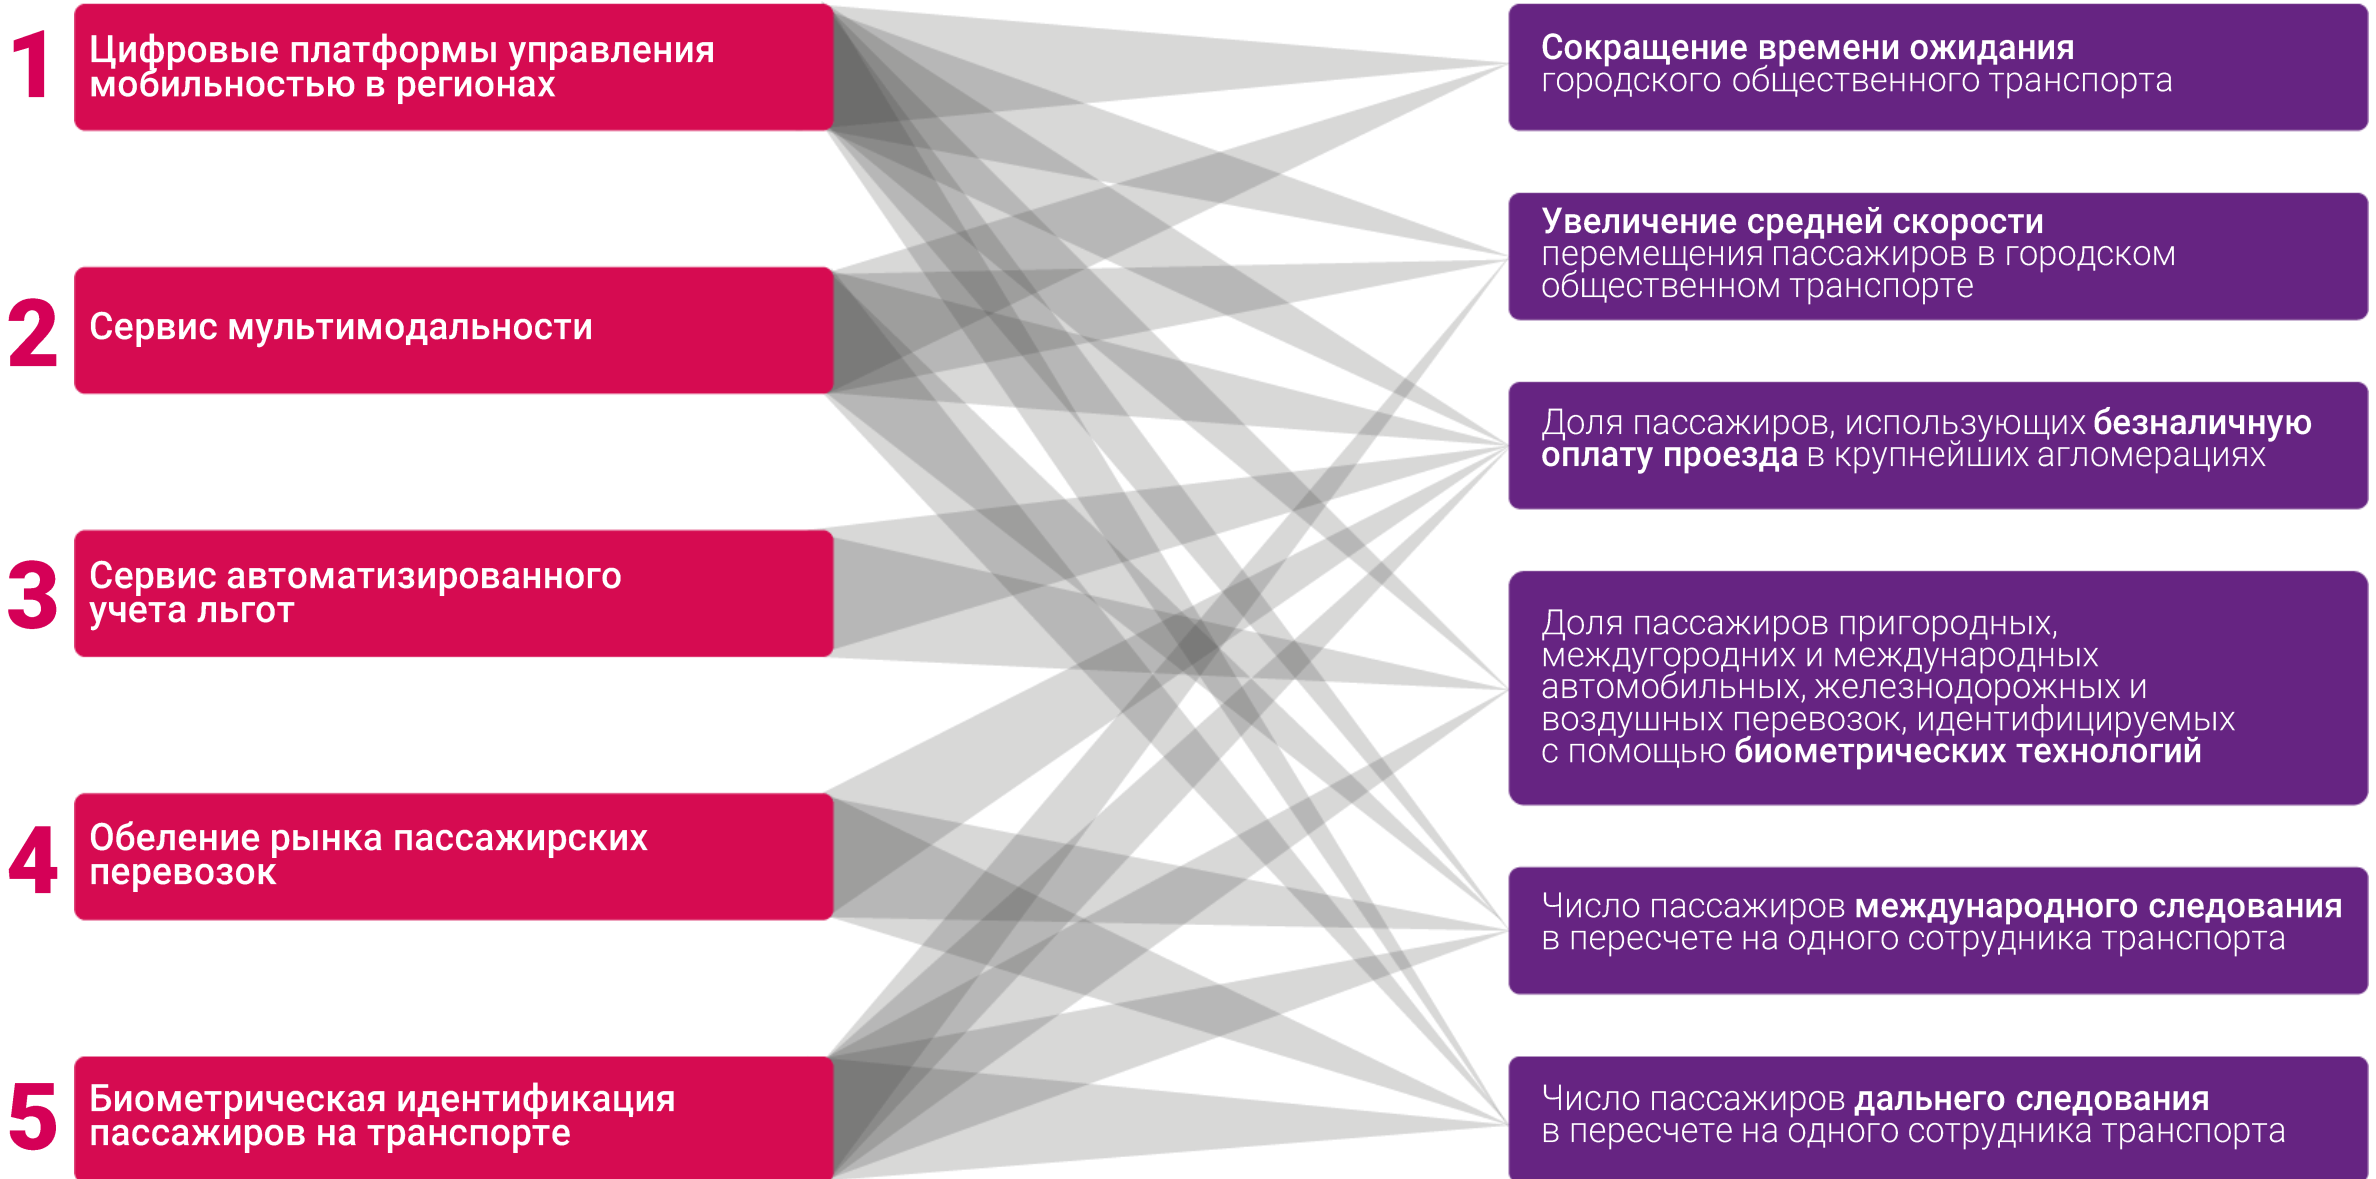 1
Цифровые платформы управления
мобильностью в регионах
2
Сервис мультимодальности
3
Сервис автоматизированного
учета льгот
4
Обеление рынка пассажирских
перевозок
5
Биометрическая идентификация
пассажиров на транспорте
Сокращение времени ожидания
городского общественного транспорта
Увеличение средней скорости
перемещения пассажиров в городском
общественном транспорте
Доля пассажиров, использующих безналичную
оплату проезда в крупнейших агломерациях
Доля пассажиров пригородных,
междугородних и международных
автомобильных, железнодорожных и
воздушных перевозок, идентифицируемых
с помощью биометрических технологий
Число пассажиров международного следования
в пересчете на одного сотрудника транспорта
Число пассажиров дальнего следования
в пересчете на одного сотрудника транспорта